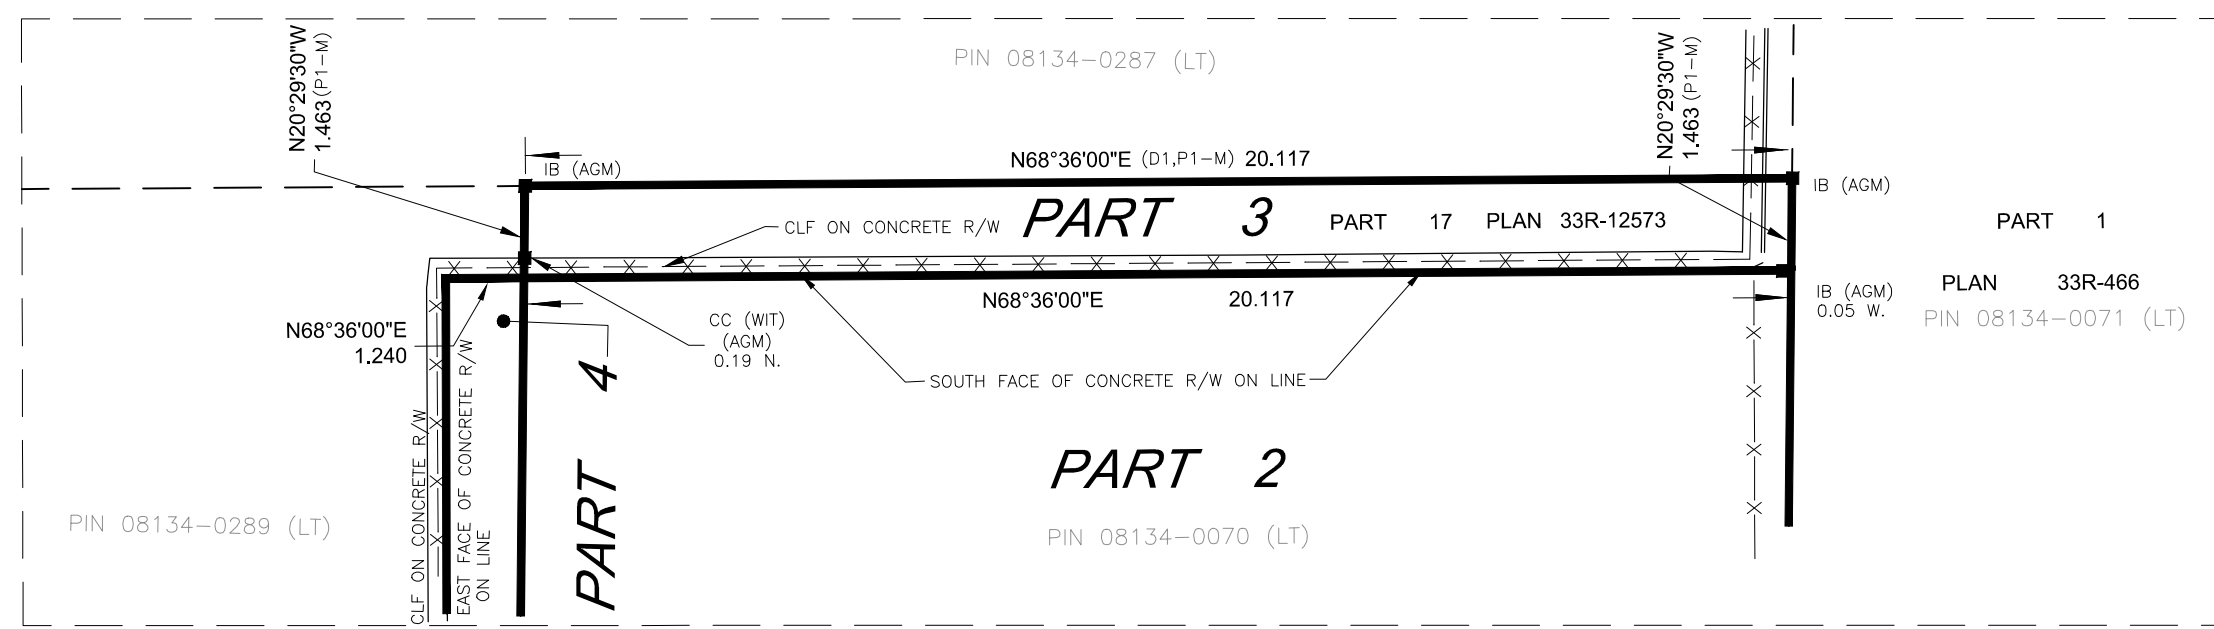 N20°29'30"W
1.463 (P1-M)
PIN 08134-0287 (LT)
N20°29'30"W
1.463 (P1-M)
IB (AGM)
N68°36'00"E (D1,P1-M) 20.117
IB (AGM)
CLF ON CONCRETE R/W
PART 3
PART 17 PLAN 33R-12573
PART 1
PLAN 33R-466
PIN 08134-0071 (LT)
N68°36'00"E 20.117
IB (AGM)
0.05 W.
N68°36'00"E
1.240
CC (WIT)
(AGM)
0.19 N.
SOUTH FACE OF CONCRETE R/W ON LINE
CLF ON CONCRETE R/W
EAST FACE OF CONCRETE R/W
ON LINE
PART 4
PART 2
PIN 08134-0289 (LT)
PIN 08134-0070 (LT)